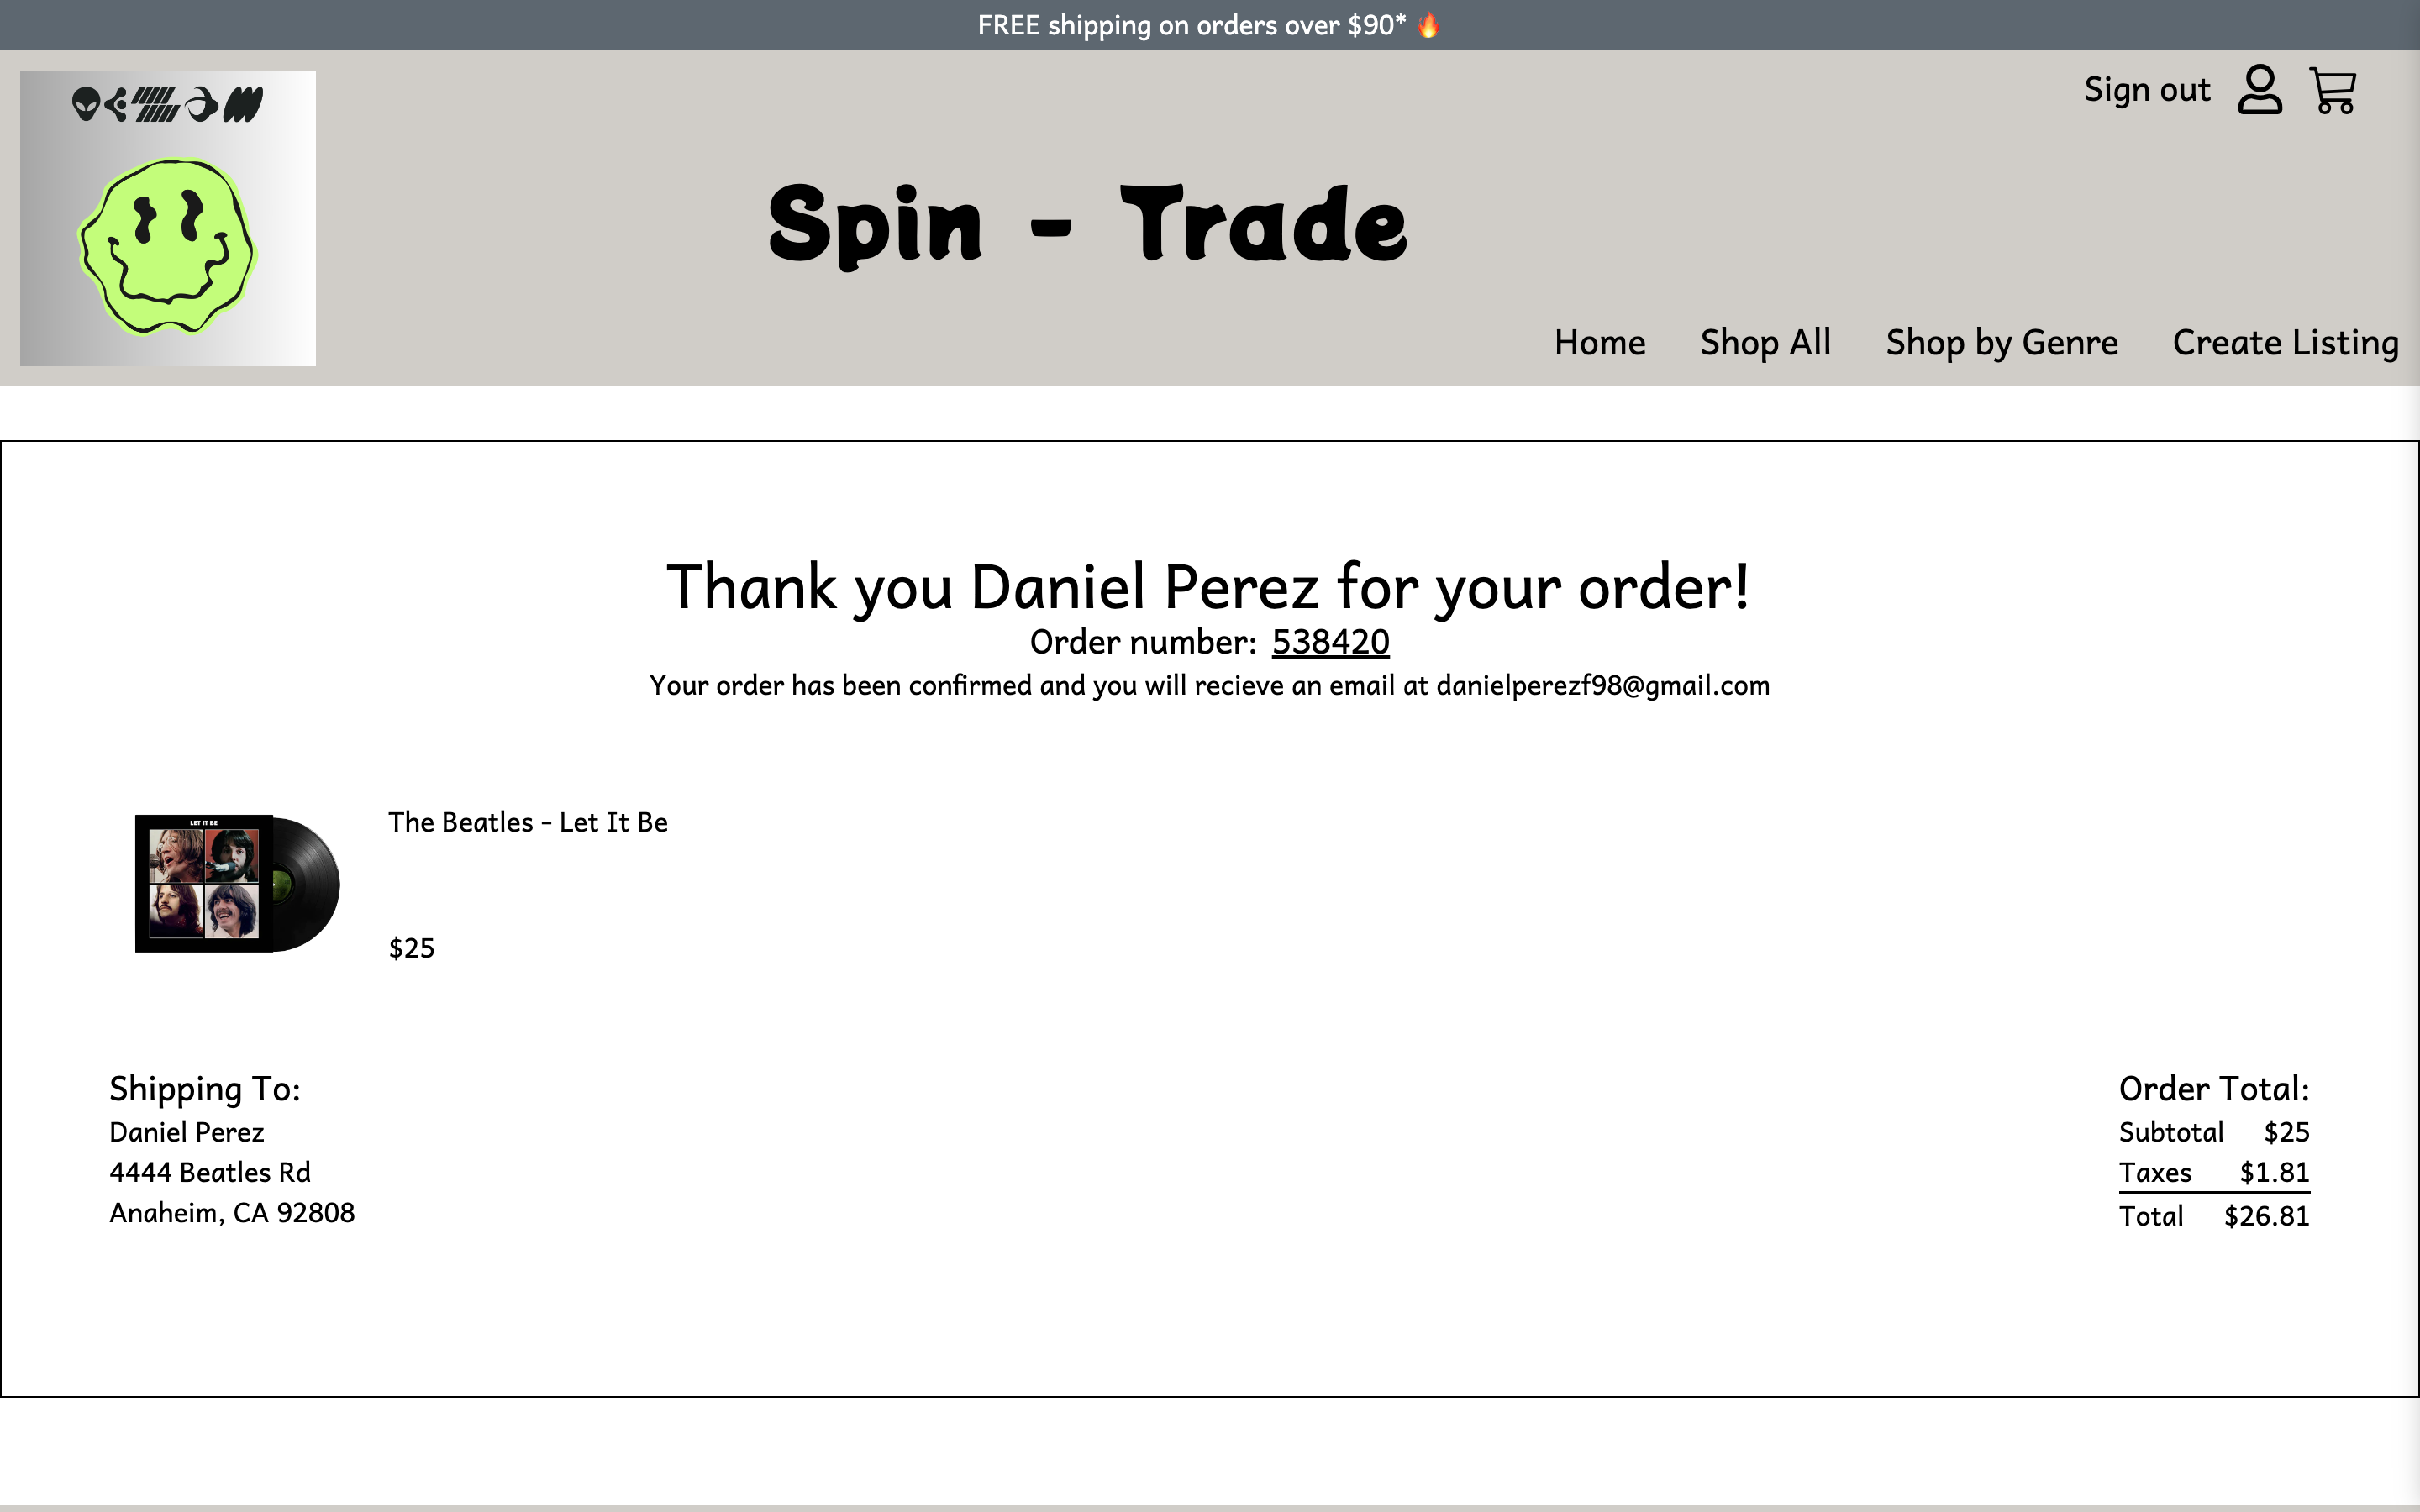 FREE shipping on orders over $90* 🔥
Sign out
Spin - Trade
Home Shop All Shop by Genre Create Listing
Thank you Daniel Perez for your order!
Order number: 538420
Your order has been confirmed and you will recieve an email at danielperezf98@gmail.com
LET IT BE
The Beatles - Let It Be
$25
Shipping To:
Daniel Perez
4444 Beatles Rd
Anaheim, CA 92808
Order Total:
Subtotal $25
Taxes $1.81
Total $26.81